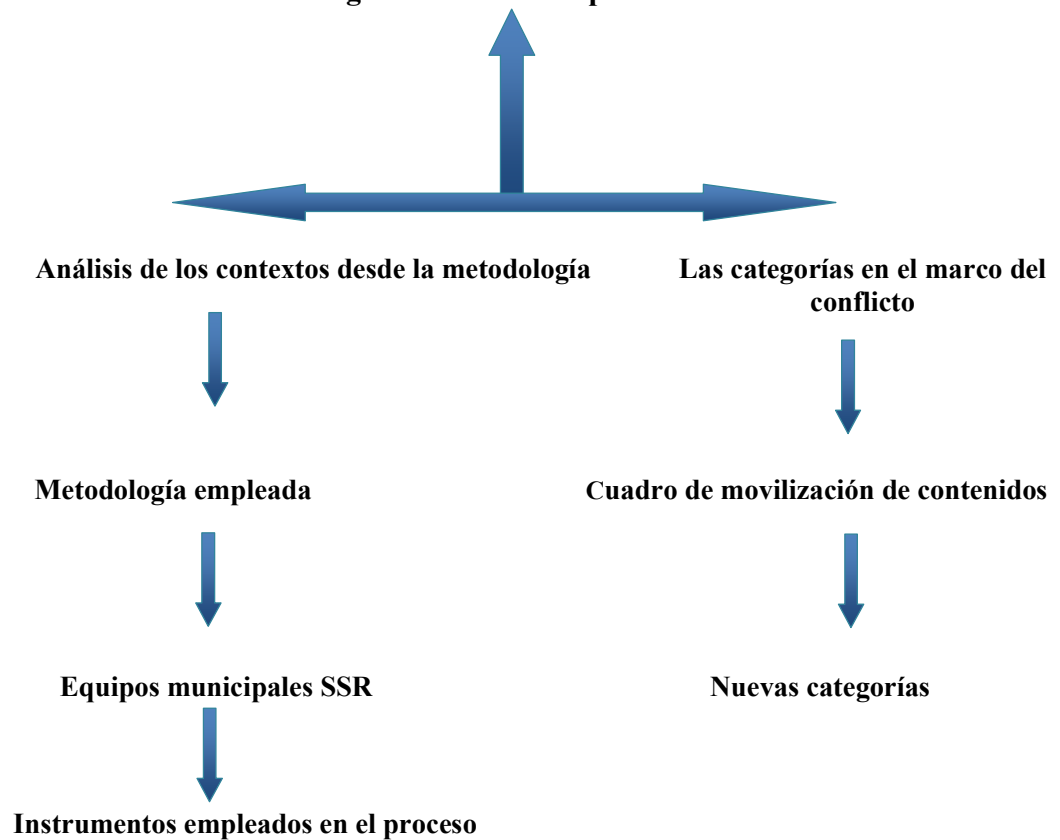 Análisis de los contextos desde la metodología
Las categorías en el marco del
conflicto
Metodología empleada
Cuadro de movilización de contenidos
Equipos municipales SSR
Nuevas categorías
Instrumentos empleados en el proceso